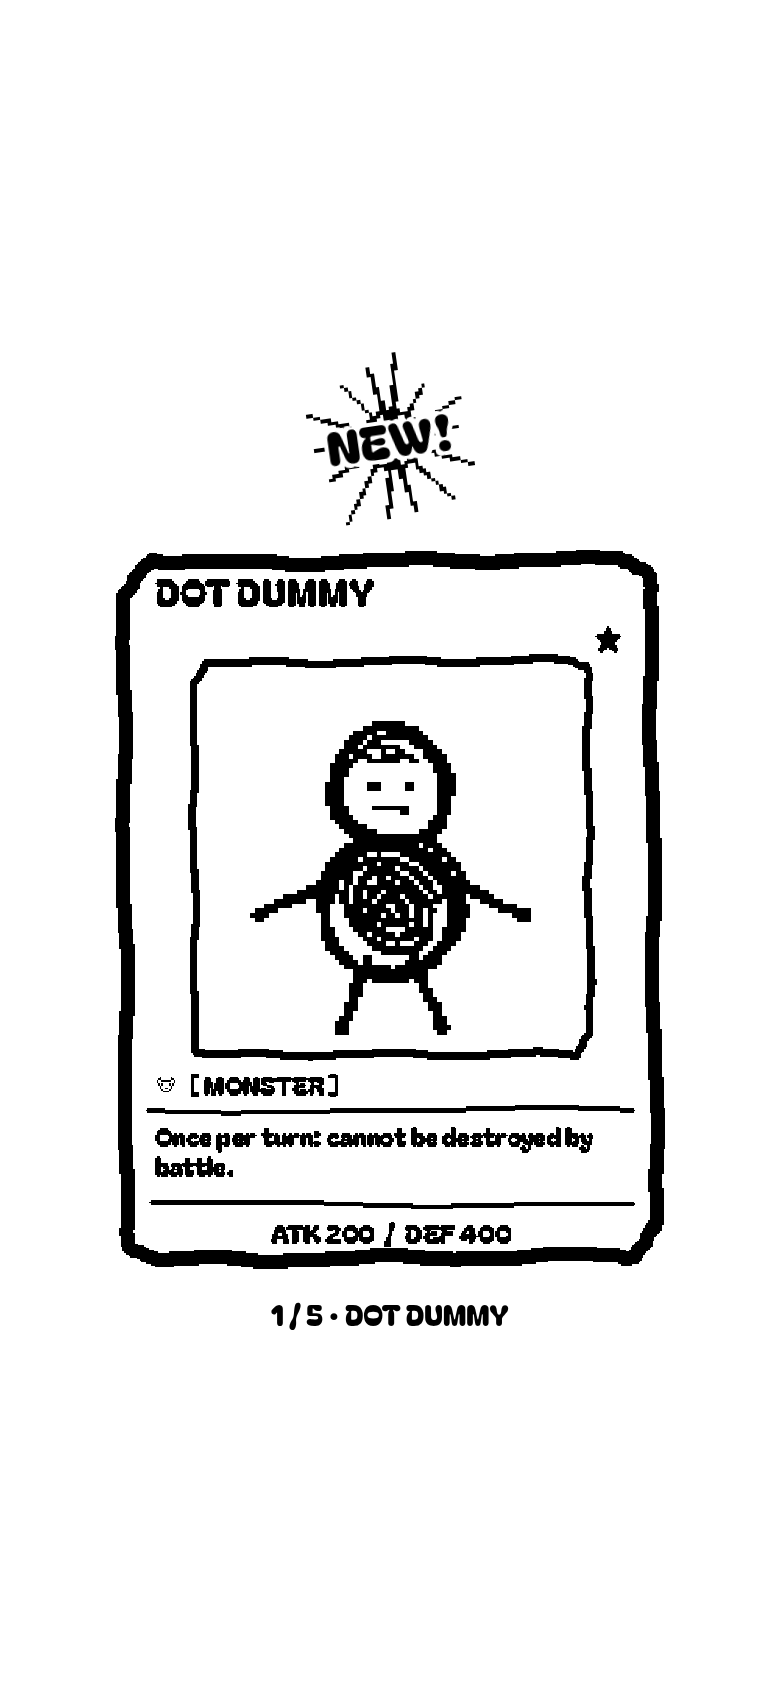 NEW!
DOT DUMMY
[MONSTER]
Once per turn: cannot be destroyed by
battle.
ATK 200 / DEF 400
1/5 · DOT DUMMY